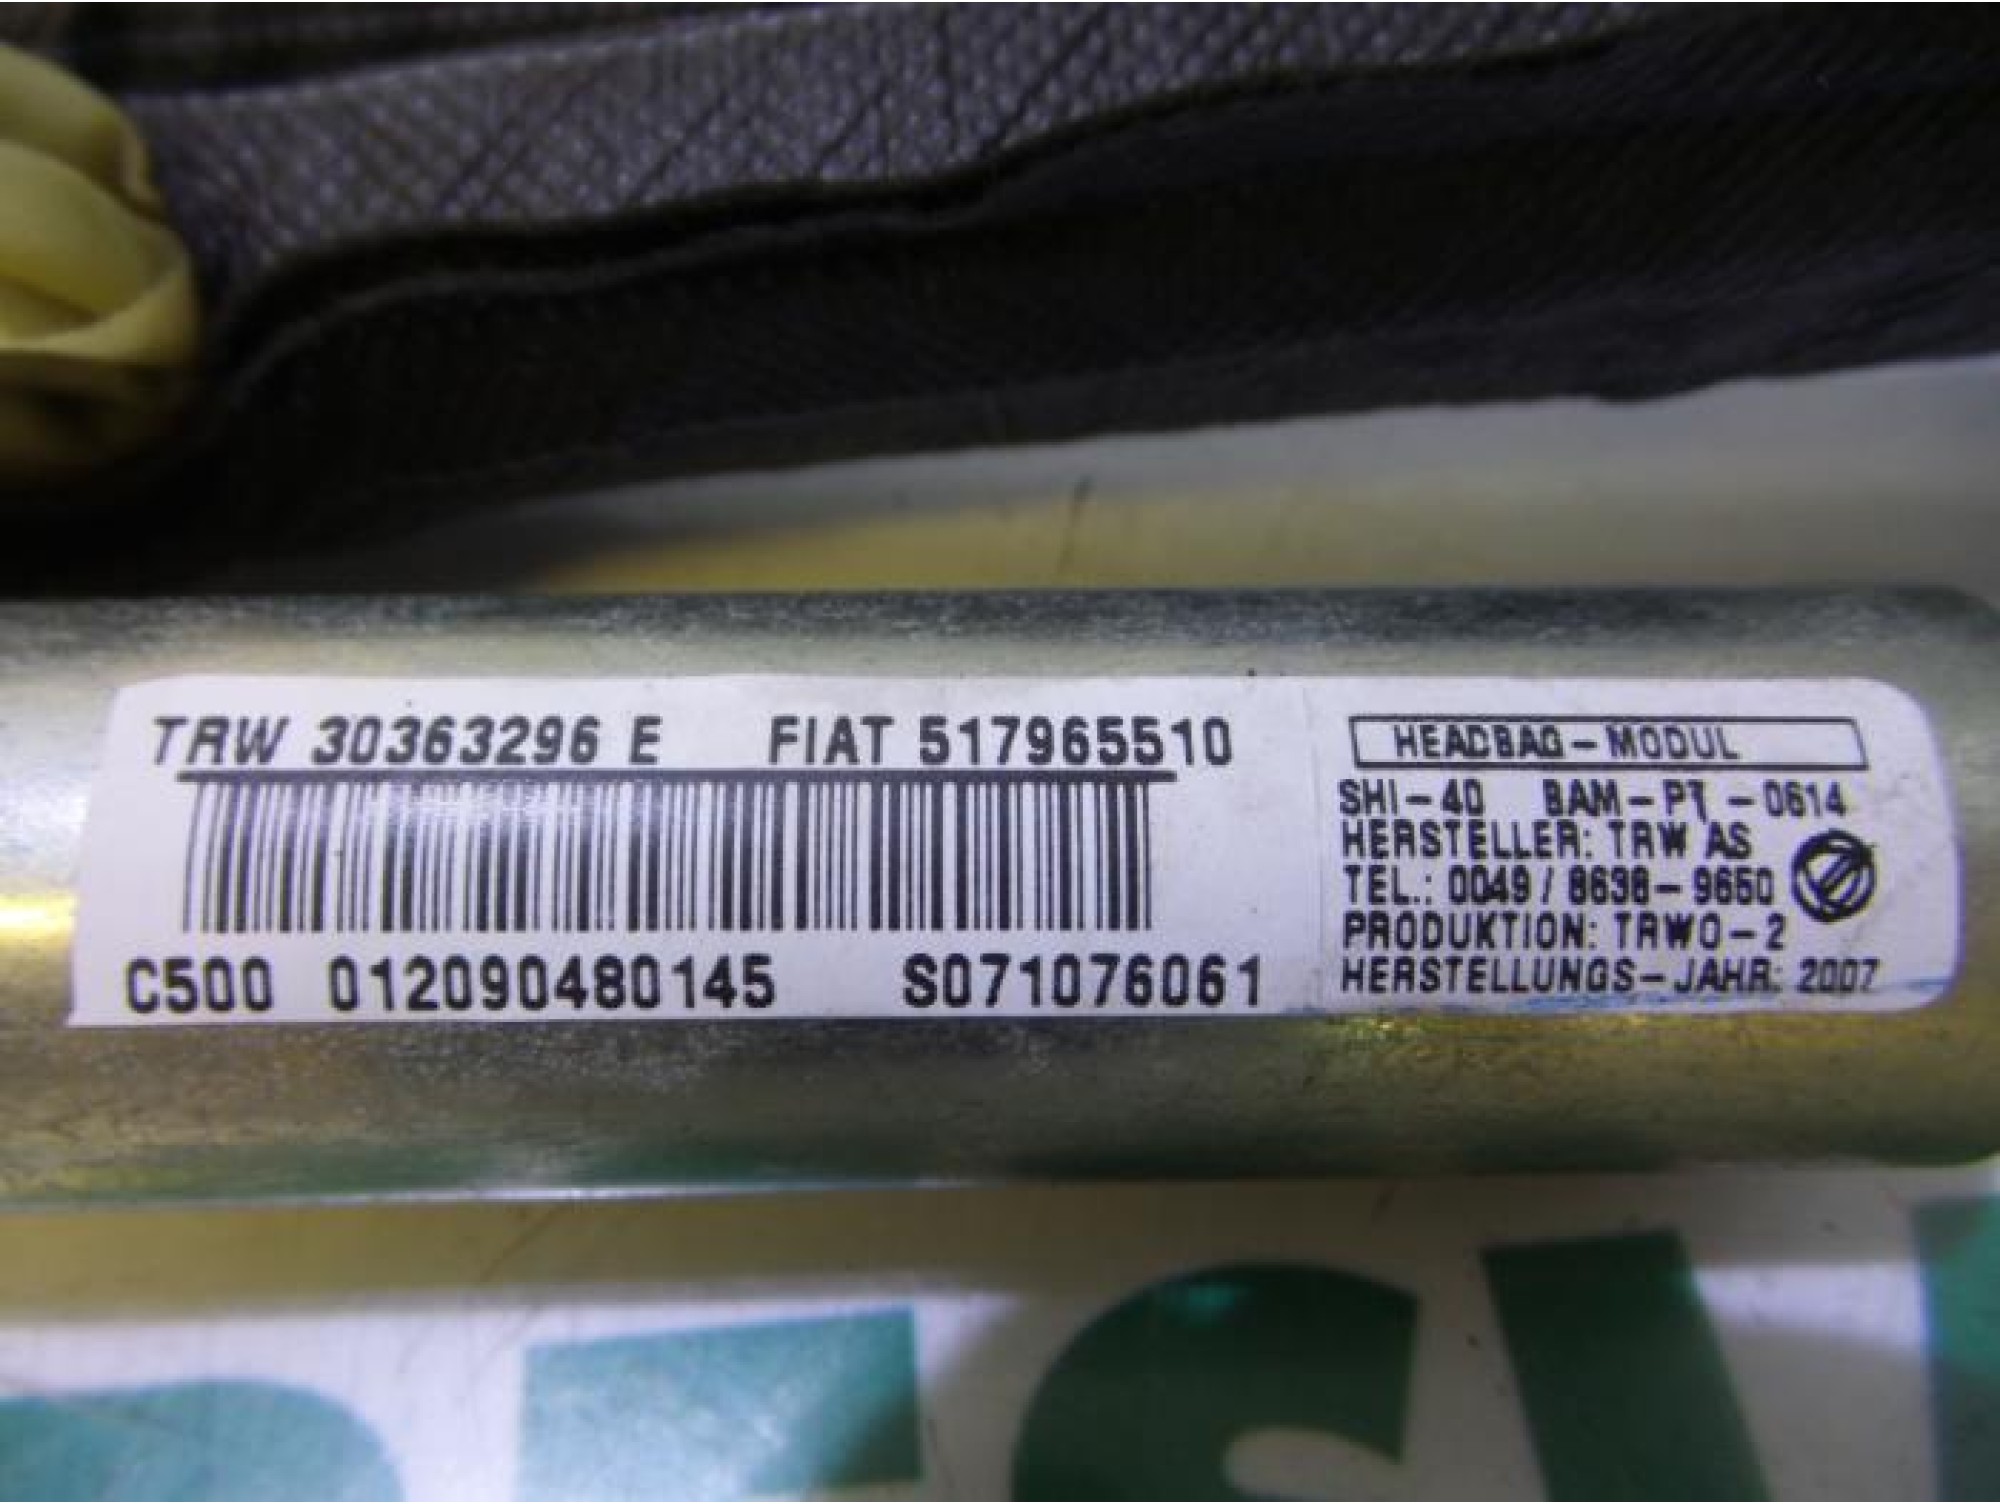 TRW 30363296 E FIAT 517965510
C500 012090480145 S071076061
HEADBAG-MODUL
SHI-40 BAM-PT-0614
HERSTELLER: TRW AS
TEL.: 0049 / 8638-9650
PRODUKTION: TRWO-2
HERSTELLUNGS-JAHR: 2007